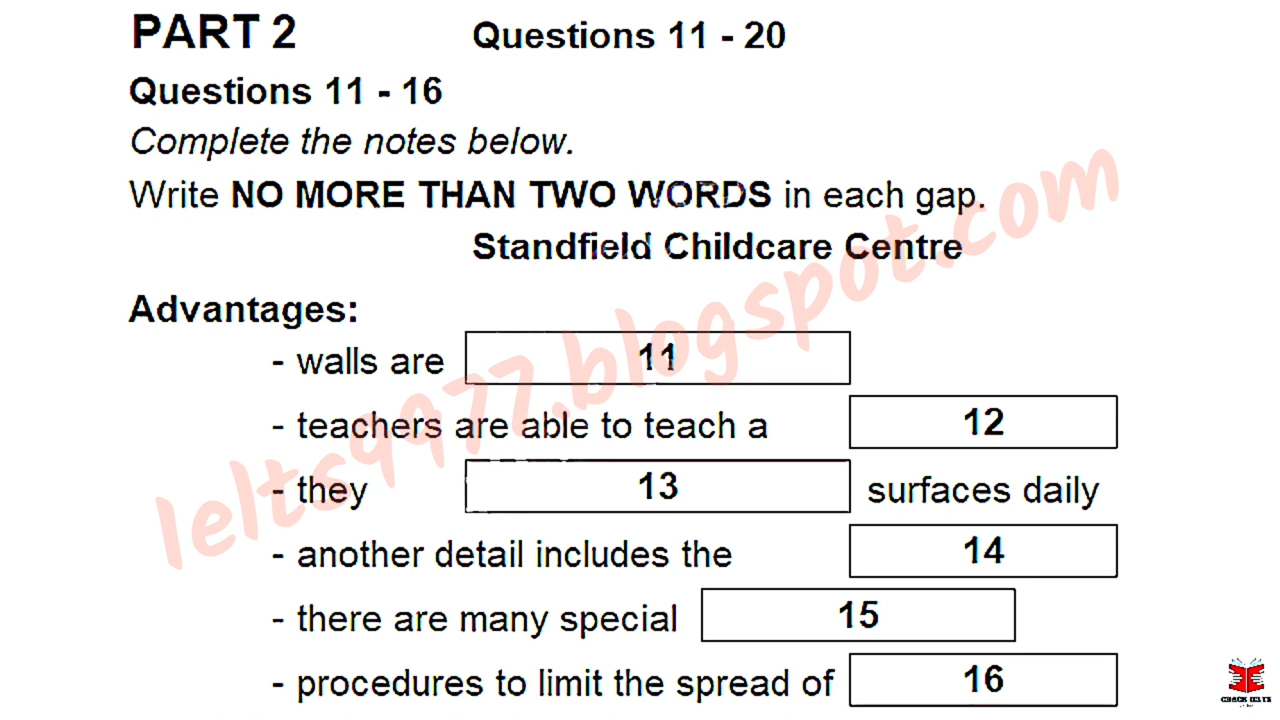 PART 2 Questions 11 - 20
Questions 11 - 16
Complete the notes below.
Write NO MORE THAN TWO WORDS in each gap.
Standfield Childcare Centre
Advantages:
- walls are 11
- teachers are able to teach a 12
- they 13 surfaces daily
- another detail includes the 14
- there are many special 15
- procedures to limit the spread of 16
Ielts9977.blogspot.com
CRACK IELTS